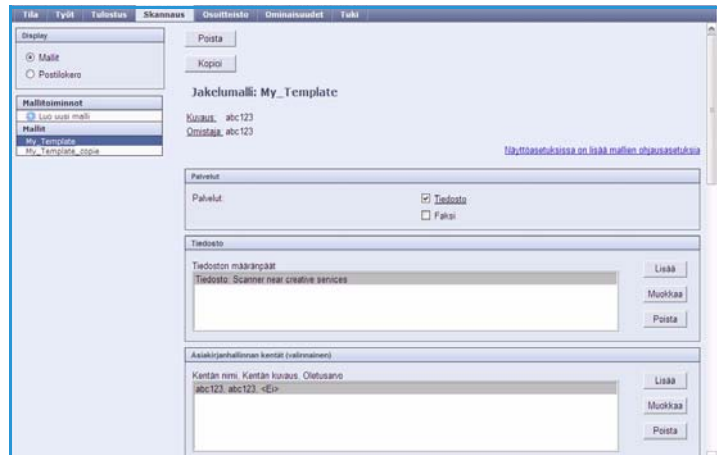 Tila Työt Tulostus Skannaus Osoitteisto Ominaisuudet Tuki
Display
Mallit
Postilokero
Mallitoiminnot
Luo uusi malli
Mallit
My_Template
My_Template_copie
Poista
Kopioi
Jakelumalli: My_Template
Kuvaus: abc123
Omistaja: abc123
Näyttöasetuksissa on lisää mallien ohjausasetuksia
Palvelut
Palvelut
Tiedosto
Faksi
Tiedosto
Tiedoston määränpäät
Tiedosto: Scanner near creative services
Lisää
Muokkaa
Poista
Asiakirjanhallinnan kentät (valinnainen)
Kentän nimi, Kentän kuvaus, Oletusarvo
abc123, abc123, <Ei>
Lisää
Muokkaa
Poista